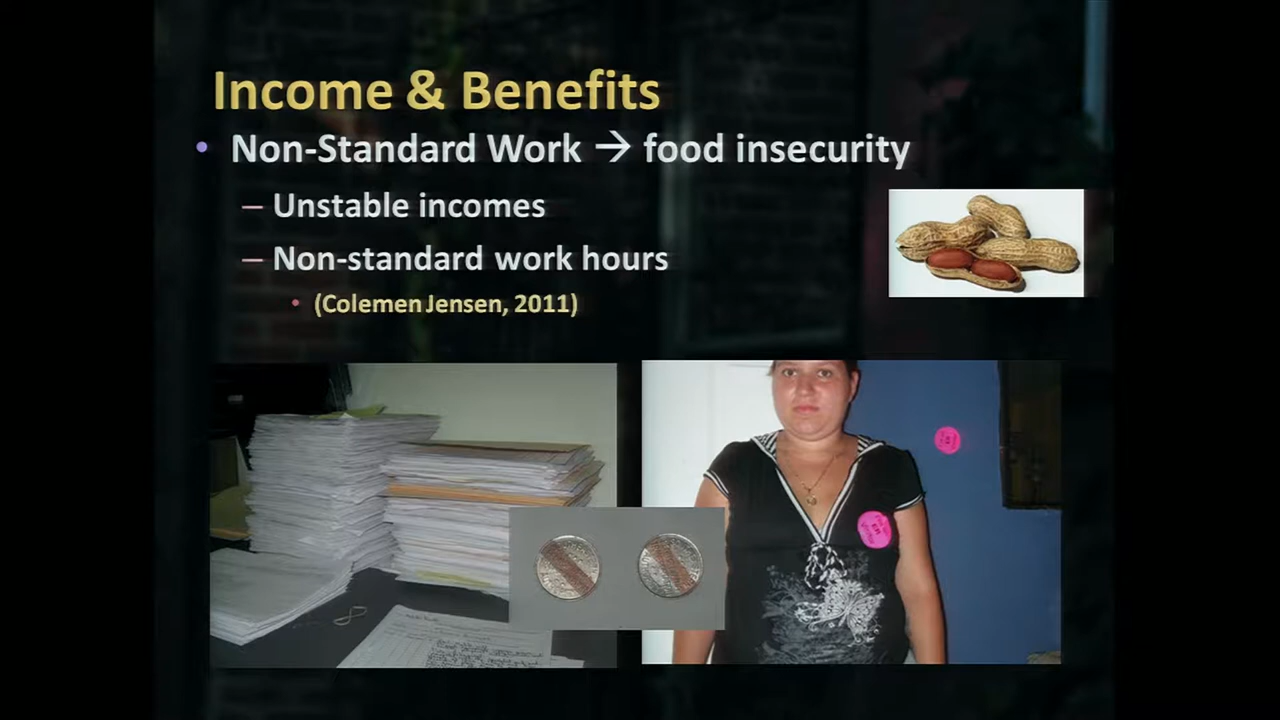 Income & Benefits
• Non-Standard Work → food insecurity
– Unstable incomes
– Non-standard work hours
• (Colemen Jensen, 2011)